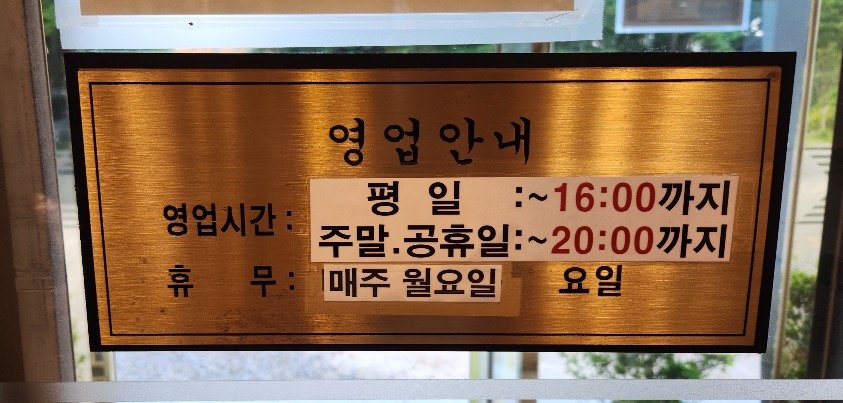 영업안내
영업시간: 평 일 :~16:00까지
주말.공휴일:~20:00까지
휴 무: 매주 월요일 요일